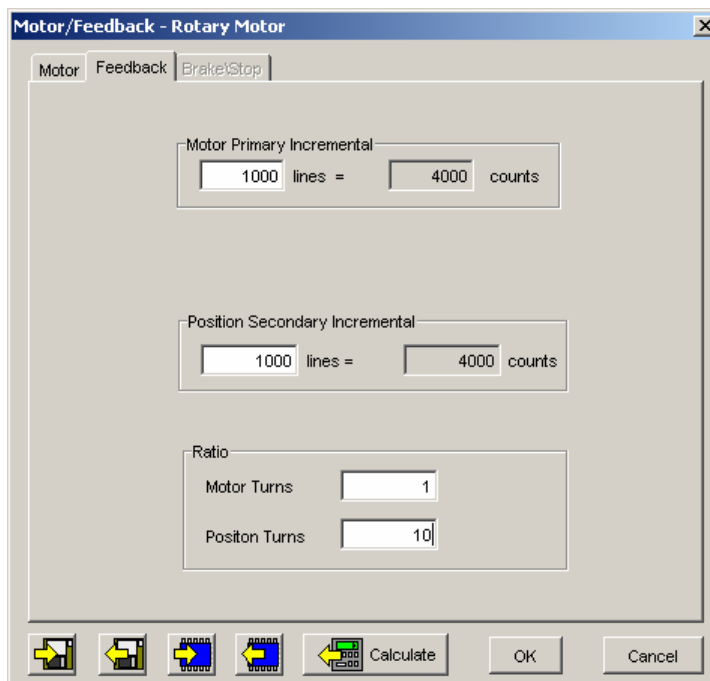 Motor/Feedback - Rotary Motor
Motor Feedback Brake\Stop
Motor Primary Incremental
1000 lines = 4000 counts
Position Secondary Incremental
1000 lines = 4000 counts
Ratio
Motor Turns 1
Positon Turns 10
Calculate OK Cancel